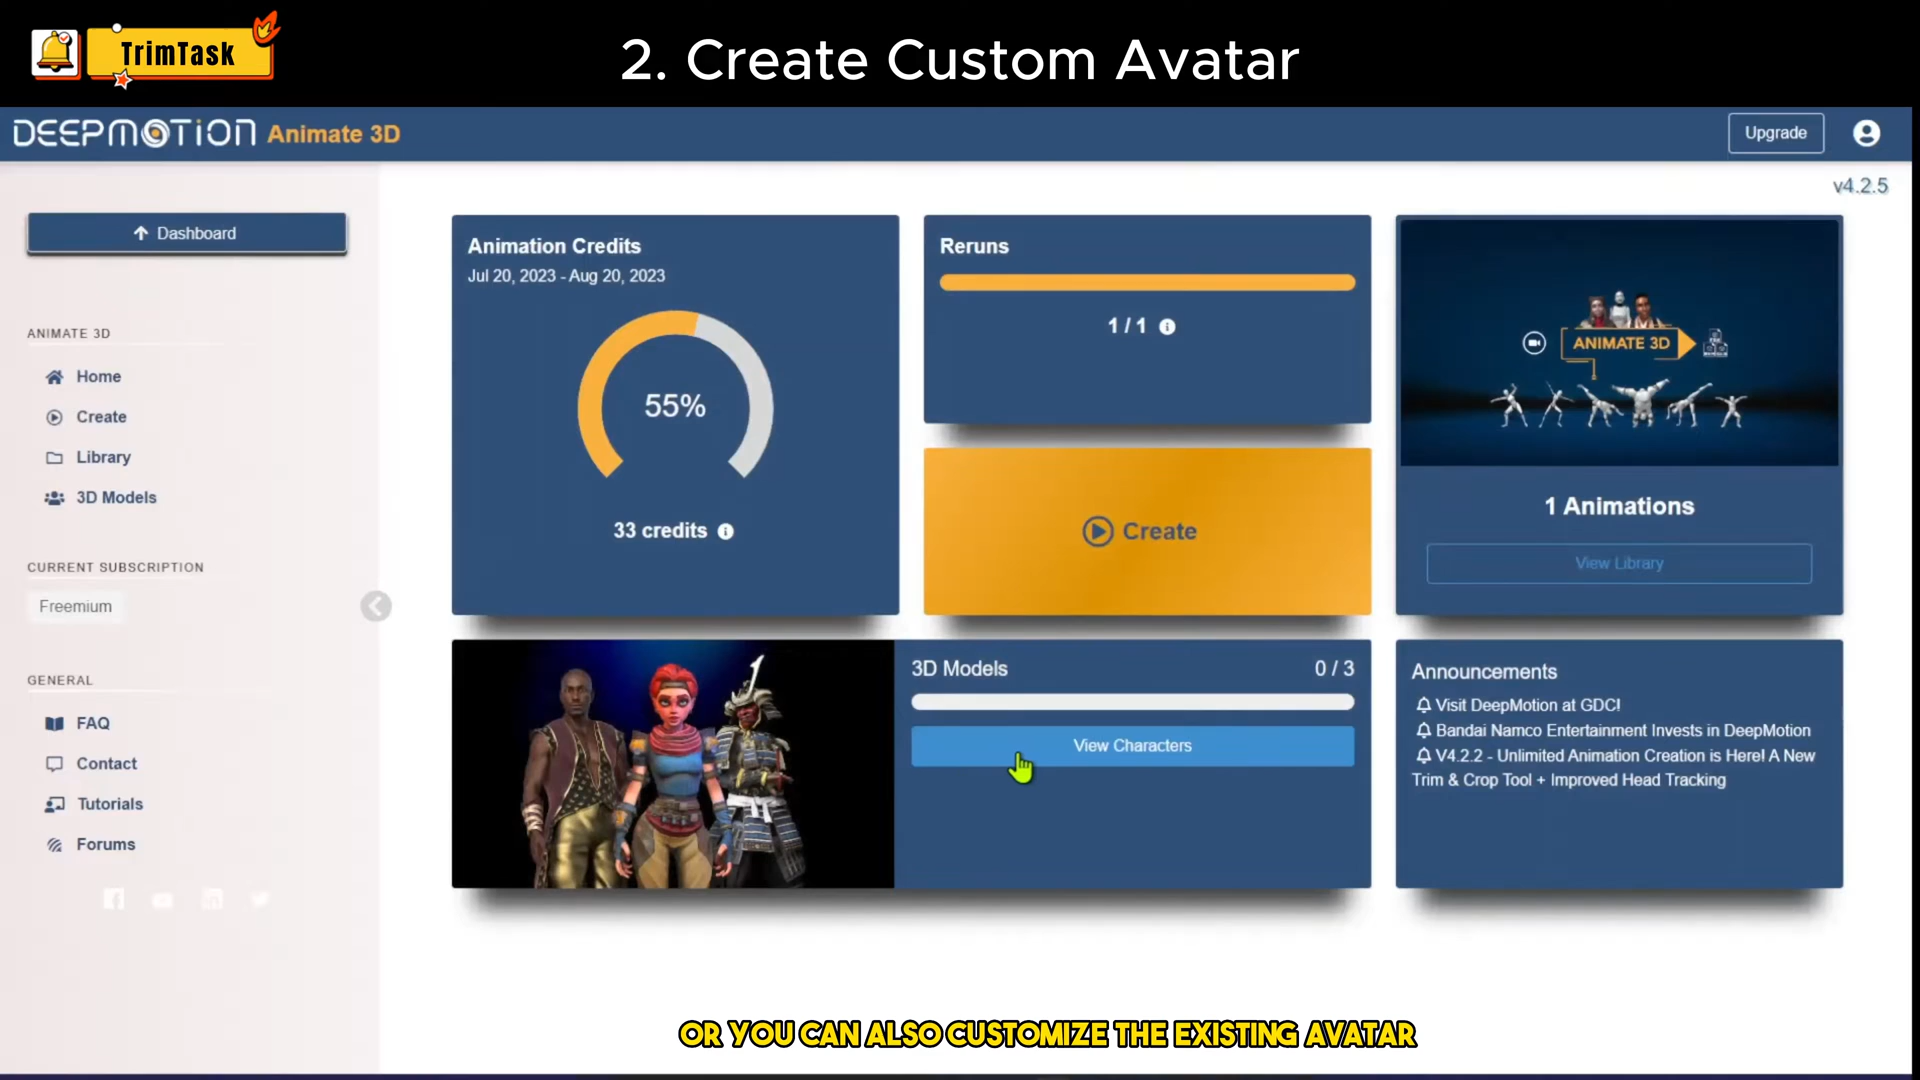 TrimTask
2. Create Custom Avatar
DEEPMOTION Animate 3D
Upgrade
v4.2.5
Dashboard
ANIMATE 3D
Home
Create
Library
3D Models
CURRENT SUBSCRIPTION
Freemium
GENERAL
FAQ
Contact
Tutorials
Forums
Animation Credits
Jul 20, 2023 - Aug 20, 2023
55%
33 credits
Reruns
1 / 1
Create
ANIMATE 3D
1 Animations
View Library
3D Models
0 / 3
View Characters
Announcements
Visit DeepMotion at GDC!
Bandai Namco Entertainment Invests in DeepMotion
V4.2.2 - Unlimited Animation Creation is Here! A New
Trim & Crop Tool + Improved Head Tracking
OR YOU CAN ALSO CUSTOMIZE THE EXISTING AVATAR